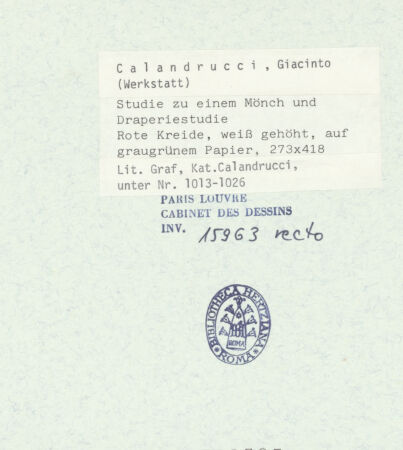 Calandrucci, Giacinto
(Werkstatt)
Studie zu einem Mönch und
Draperiestudie
Rote Kreide, weiß gehöht, auf
graugrünem Papier, 273x418
Lit. Graf, Kat.Calandrucci,
unter Nr. 1013-1026
PARIS LOUVRE
CABINET DES DESSINS
INV. 15963 recto
BIBLIOTHECA HERTZIANA
ROMA
ROMA